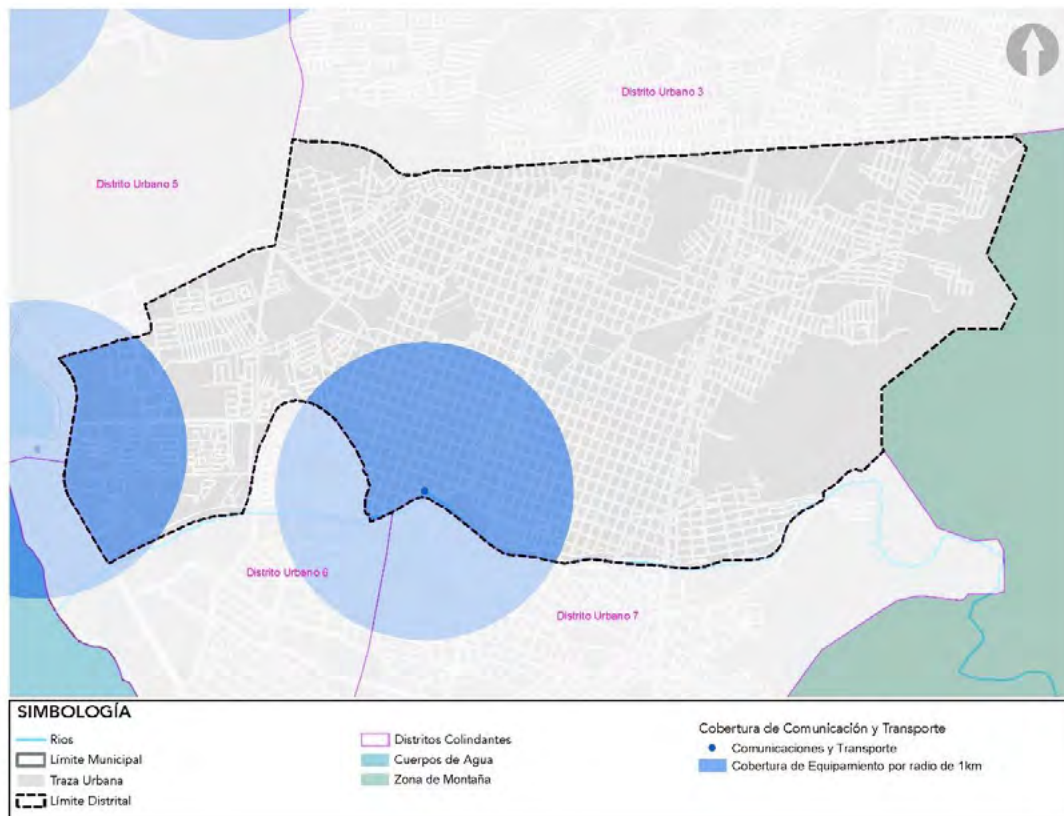 Distrito Urbano 3
Distrito Urbano 5
Distrito Urbano 6
Distrito Urbano 7
SIMBOLOGÍA
Rios
Límite Municipal
Traza Urbana
Límite Distrital
Distritos Colindantes
Cuerpos de Agua
Zona de Montaña
Cobertura de Comunicación y Transporte
Comunicaciones y Transporte
Cobertura de Equipamiento por radio de 1km